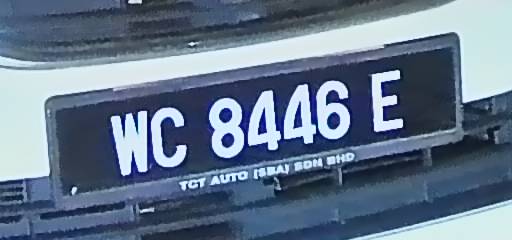 WC 8446 E
TCT AUTO (SBA) SDN BHD